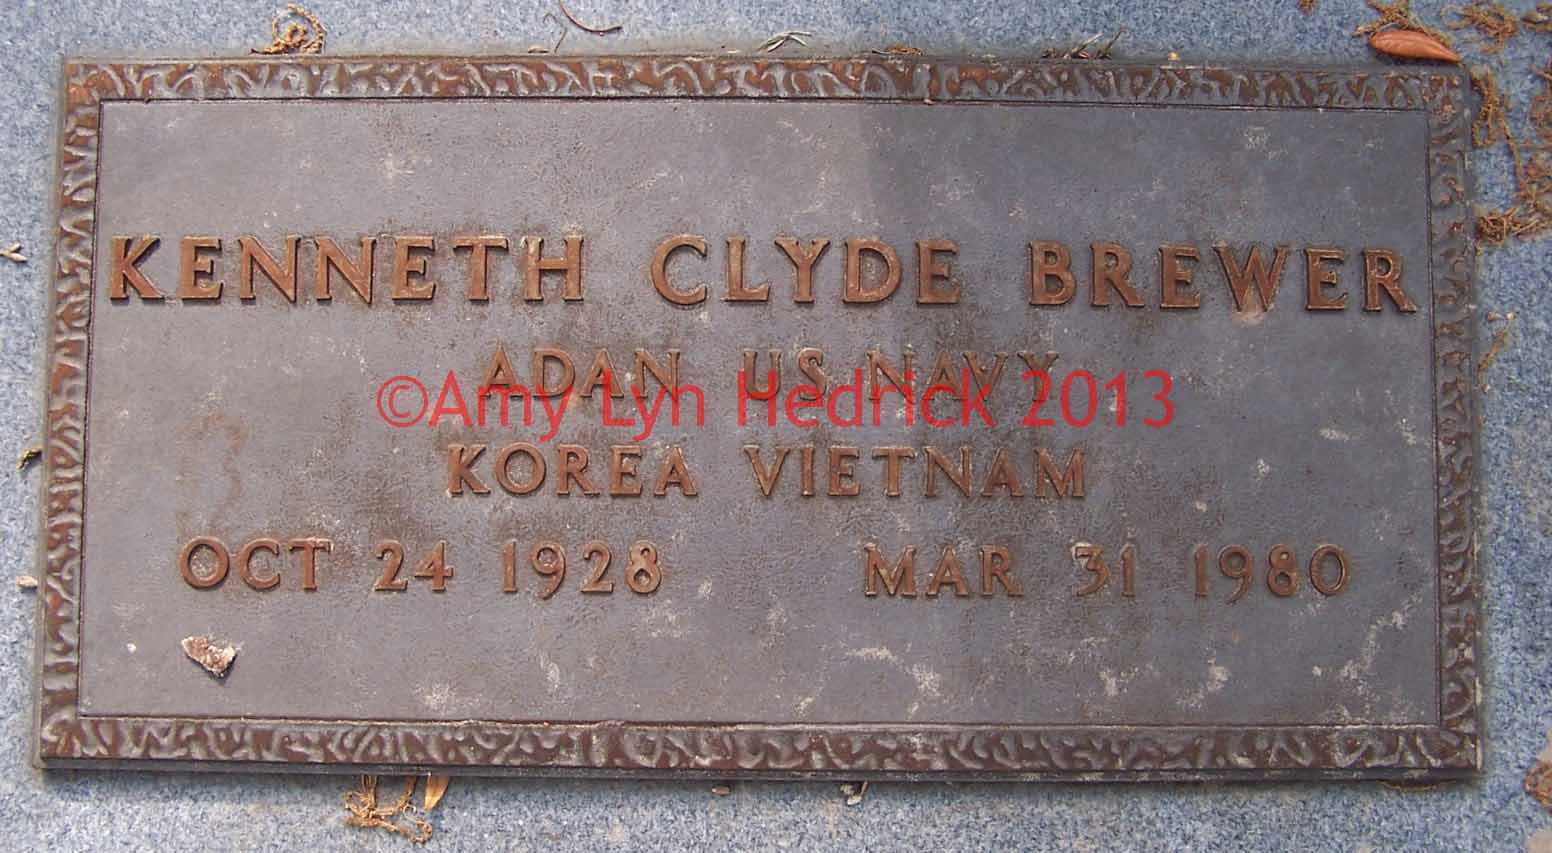 KENNETH CLYDE BREWER
ADAN US NAVY
©Amy Lyn Hedrick 2013
KOREA VIETNAM
OCT 24 1928 MAR 31 1980